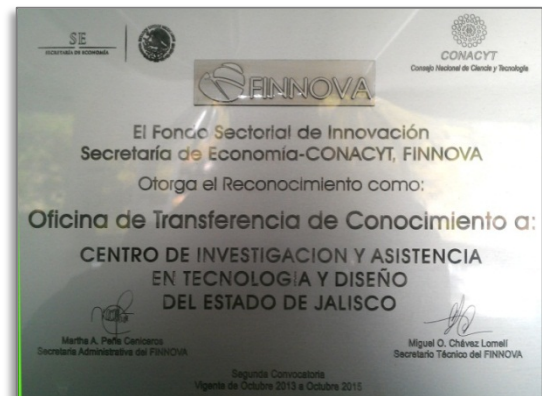 SE
SECRETARÍA DE ECONOMÍA
CONACYT
Consejo Nacional de Ciencia y Tecnología
FINNOVA
El Fondo Sectorial de Innovación
Secretaría de Economía-CONACYT, FINNOVA
Otorga el Reconocimiento como:
Oficina de Transferencia de Conocimiento a:
CENTRO DE INVESTIGACION Y ASISTENCIA
EN TECNOLOGIA Y DISEÑO
DEL ESTADO DE JALISCO
Martha A. Peña Ceniceros
Secretaria Administrativa del FINNOVA
Miguel O. Chávez Lomelí
Secretario Técnico del FINNOVA
Segunda Convocatoria
Vigente de Octubre 2013 a Octubre 2015